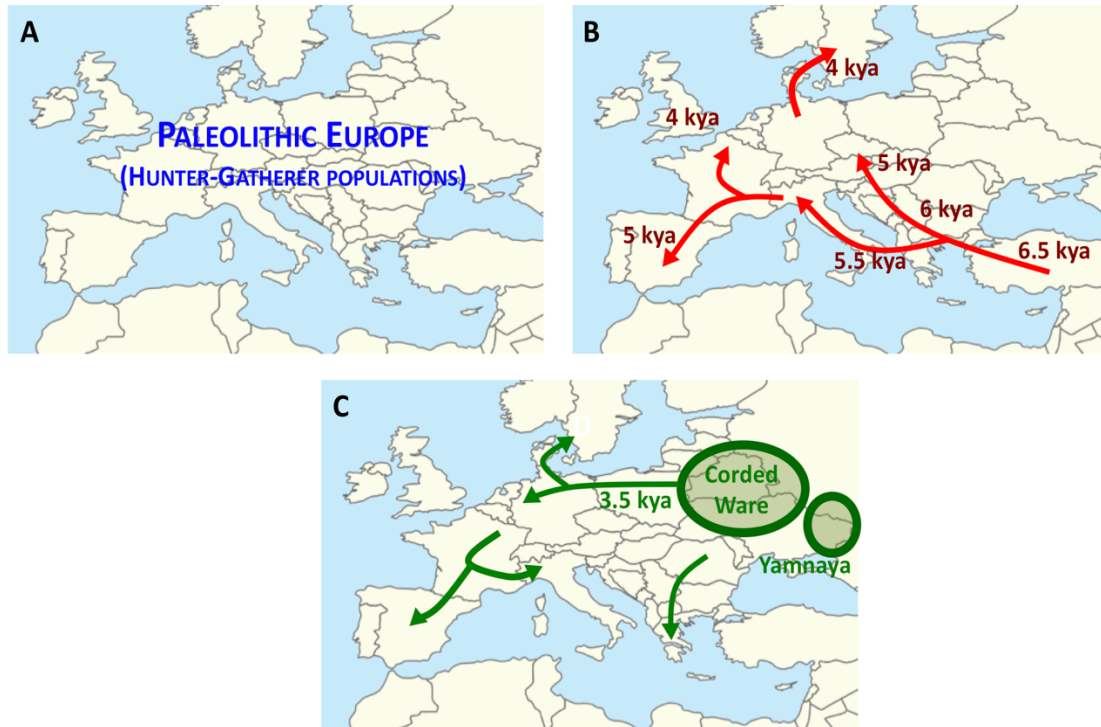 A
PALEOLITHIC EUROPE
(HUNTER-GATHERER POPULATIONS)
B
4 kya
4 kya
5 kya
6 kya
5 kya
5.5 kya
6.5 kya
C
D
Corded
Ware
3.5 kya
Yamnaya